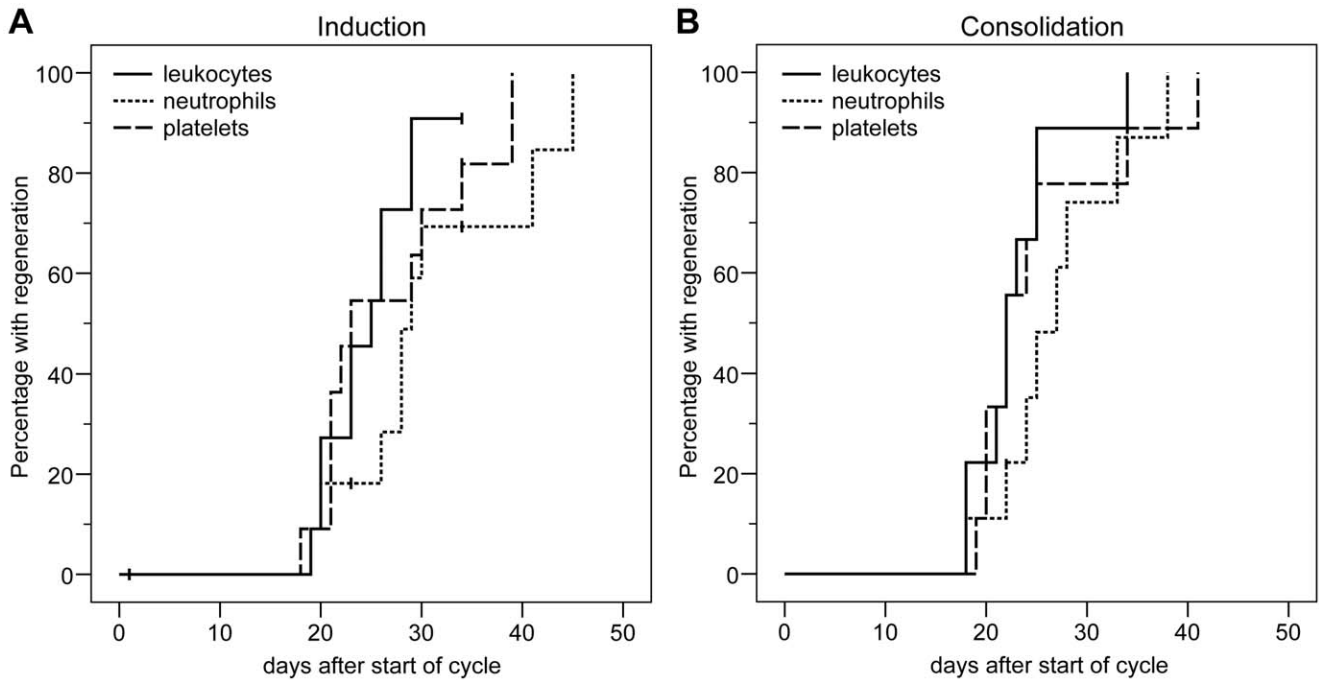 A
Induction
leukocytes
neutrophils
platelets
Percentage with regeneration
100
80
60
40
20
0
0 10 20 30 40 50
days after start of cycle
B
Consolidation
leukocytes
neutrophils
platelets
Percentage with regeneration
100
80
60
40
20
0
0 10 20 30 40 50
days after start of cycle